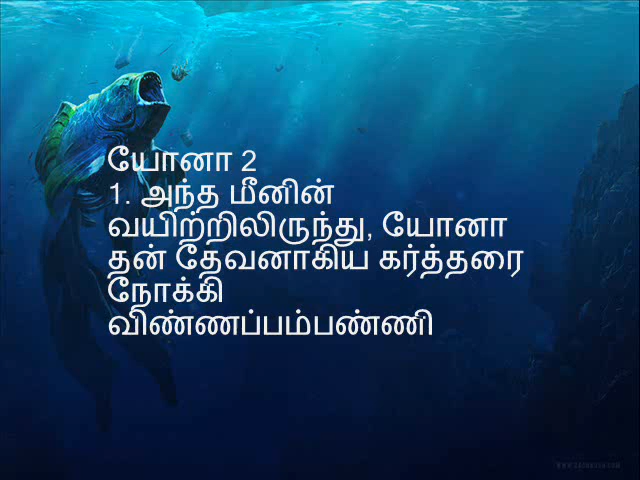 யோனா 2
1. அந்த மீனின்
வயிற்றிலிருந்து, யோனா
தன் தேவனாகிய கர்த்தரை
நோக்கி
விண்ணப்பம்பண்ணி